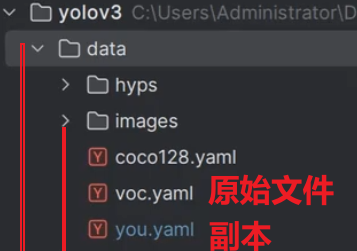 yolov3 C:\Users\Administrator\D
data
hyps
images
coco128.yaml
voc.yaml 原始文件
you.yaml 副本